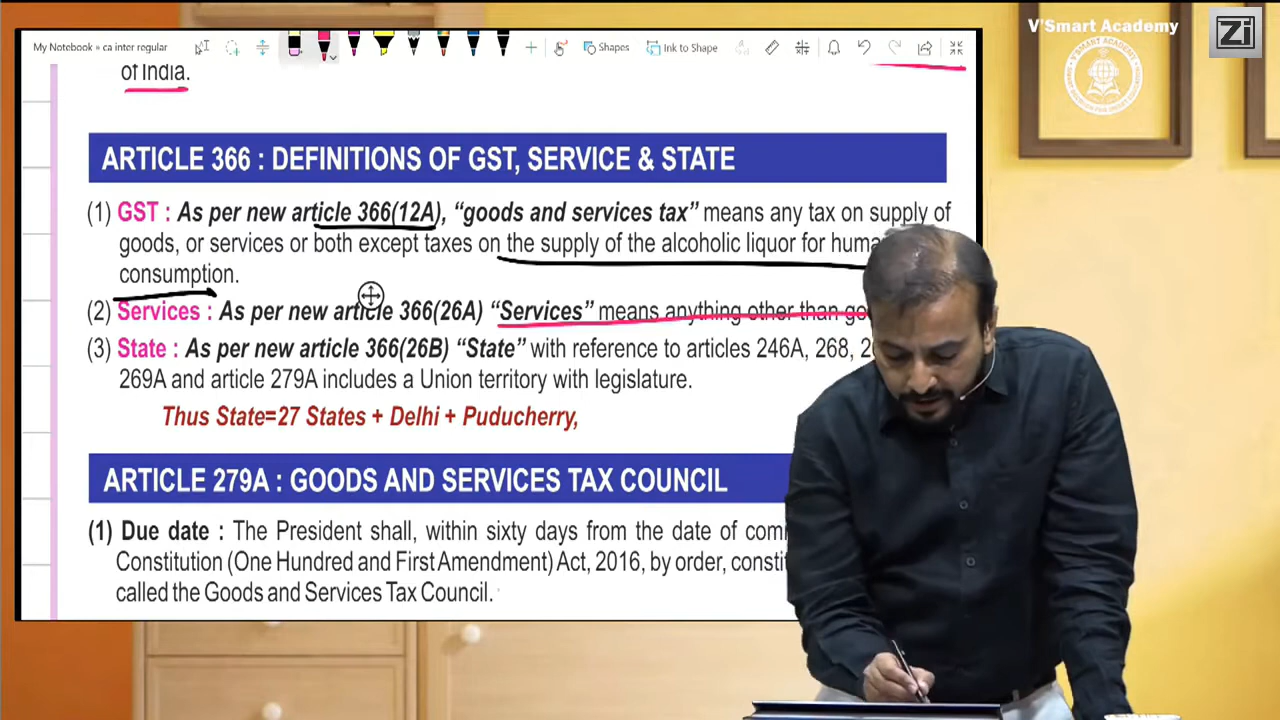 V'Smart Academy
Zi
My Notebook » ca inter regular
Shapes
Ink to Shape
of India.
ARTICLE 366 : DEFINITIONS OF GST, SERVICE & STATE
(1) GST : As per new article 366(12A), “goods and services tax” means any tax on supply of
goods, or services or both except taxes on the supply of the alcoholic liquor for
consumption.
(2) Services : As per new article 366(26A) “Services” means anything other than
(3) State : As per new article 366(26B) “State” with reference to articles 246A, 268,
269A and article 279A includes a Union territory with legislature.
Thus State=27 States + Delhi + Puducherry,
ARTICLE 279A : GOODS AND SERVICES TAX COUNCIL
(1) Due date : The President shall, within sixty days from the date of
Constitution (One Hundred and First Amendment) Act, 2016, by order,
called the Goods and Services Tax Council.